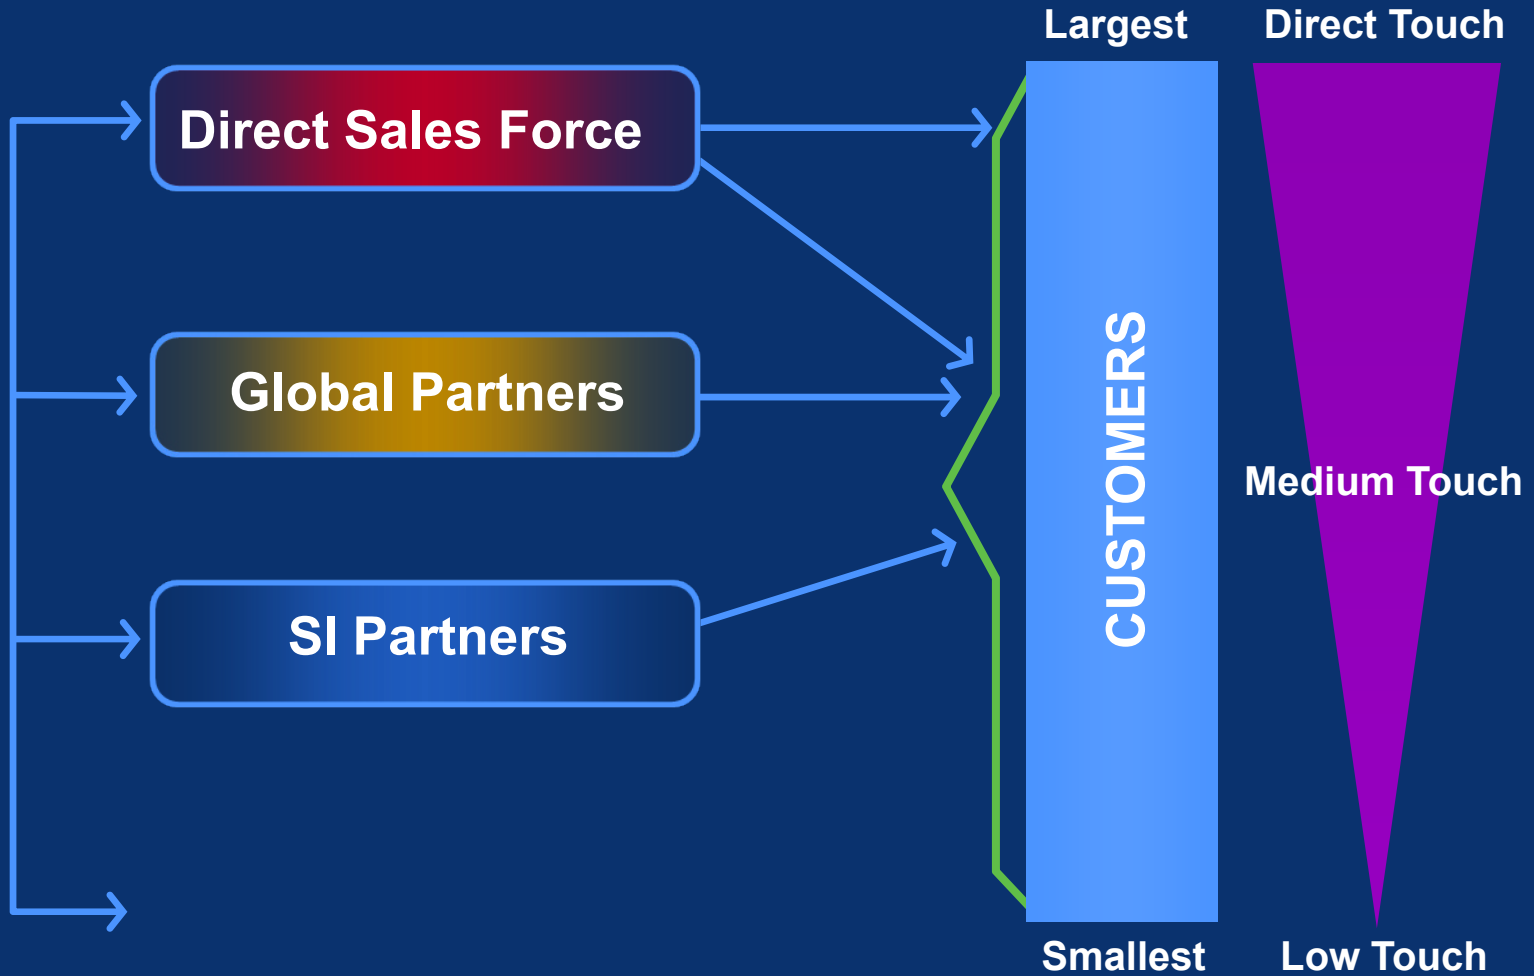 Largest
Direct Touch
Direct Sales Force
Global Partners
CUSTOMERS
Medium Touch
SI Partners
Smallest
Low Touch